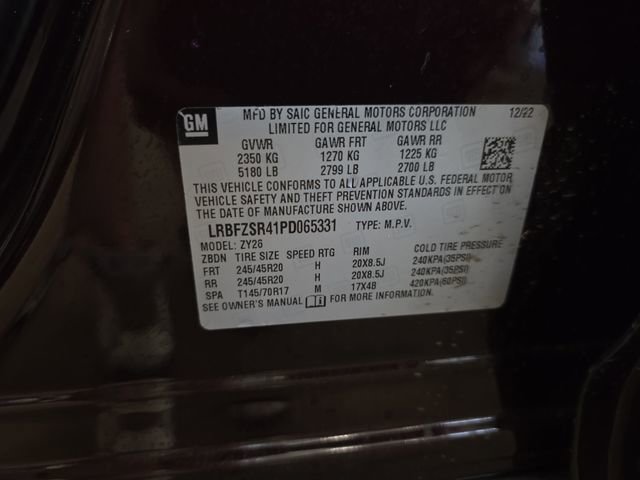 GM
MFD BY SAIC GENERAL MOTORS CORPORATION 12/22
LIMITED FOR GENERAL MOTORS LLC
GVWR GAWR FRT GAWR RR
2350 KG 1270 KG 1225 KG
5180 LB 2799 LB 2700 LB
THIS VEHICLE CONFORMS TO ALL APPLICABLE U.S. FEDERAL MOTOR
VEHICLE SAFETY AND THEFT PREVENTION STANDARDS IN EFFECT ON
THE DATE OF MANUFACTURE SHOWN ABOVE.
LRBFZSR41PD065331 TYPE: M.P.V.
MODEL: ZY26
ZBDN TIRE SIZE SPEED RTG RIM COLD TIRE PRESSURE
FRT 245/45R20 H 20X8.5J 240KPA(35PSI)
RR 245/45R20 H 20X8.5J 240KPA(35PSI)
SPA T145/70R17 M 17X4B 420KPA(60PSI)
SEE OWNER'S MANUAL FOR MORE INFORMATION.